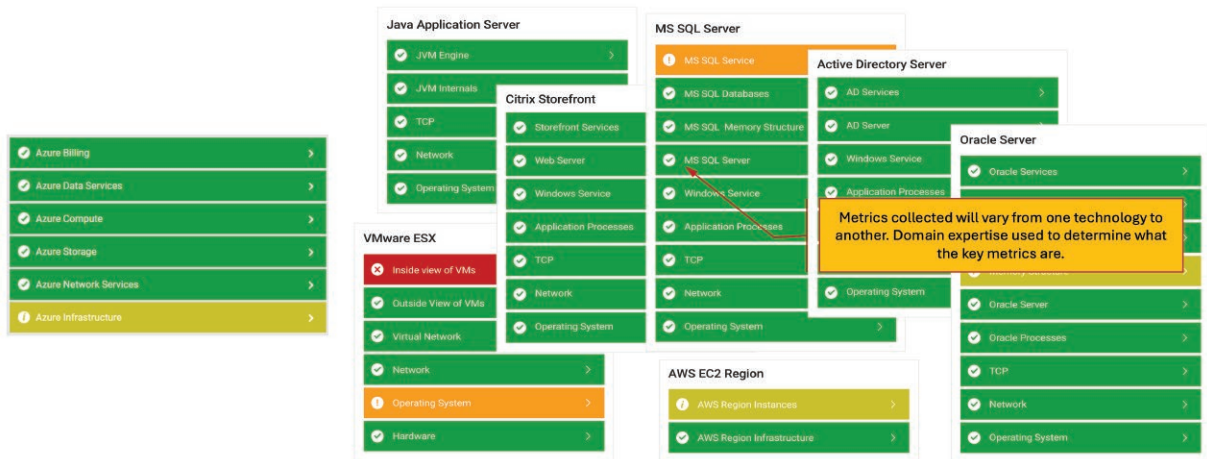 Azure Billing
Azure Data Services
Azure Compute
Azure Storage
Azure Network Services
Azure Infrastructure
Java Application Server
JVM Engine
JVM Internals
TCP
Network
Operating System
VMware ESX
Inside view of VMs
Outside View of VMs
Virtual Network
Network
Operating System
Hardware
Citrix Storefront
Storefront Services
Web Server
Windows Service
Application Processes
TCP
Network
Operating System
MS SQL Server
MS SQL Service
MS SQL Databases
MS SQL Memory Structure
MS SQL Server
Windows Service
Application Processes
TCP
Network
Operating System
AWS EC2 Region
AWS Region Instances
AWS Region Infrastructure
Active Directory Server
AD Services
AD Server
Windows Service
Application Processes
Operating System
Metrics collected will vary from one technology to
another. Domain expertise used to determine what
the key metrics are.
Oracle Server
Oracle Services
Memory Structure
Oracle Server
Oracle Processes
TCP
Network
Operating System